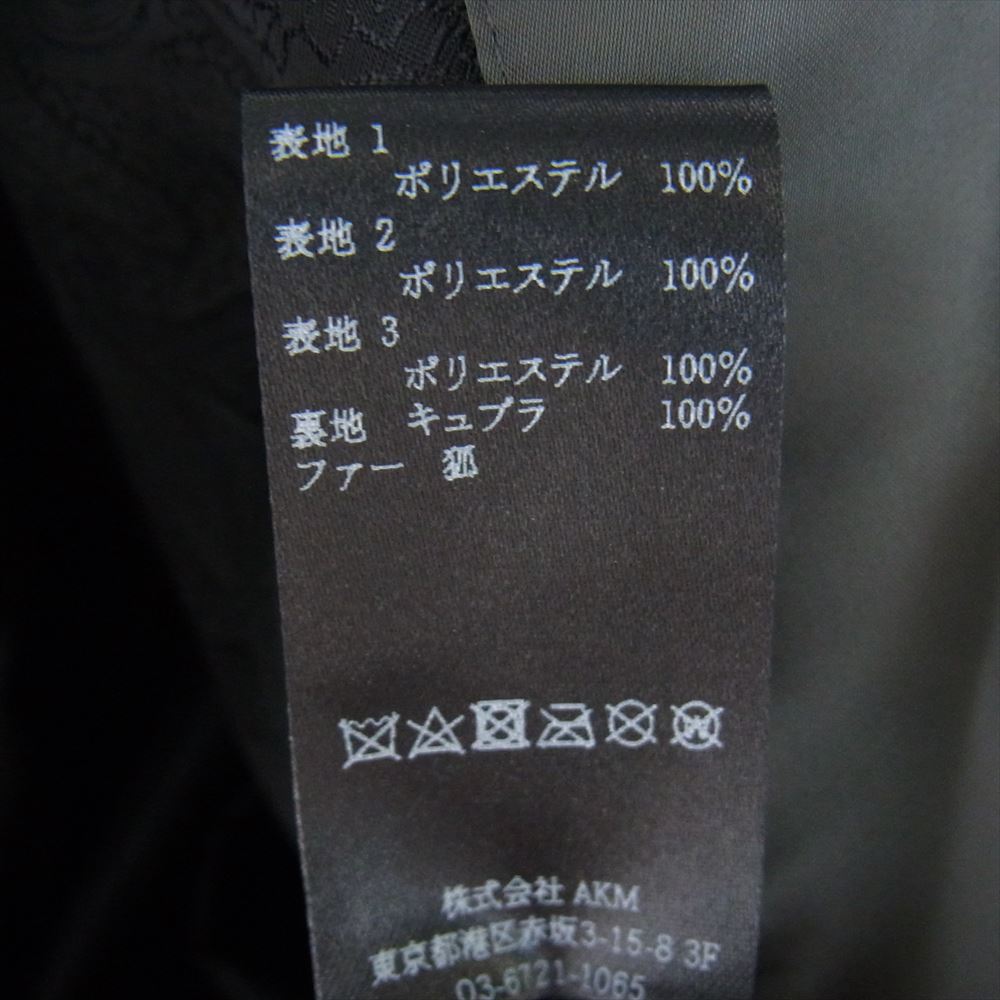 表地 1
ポリエステル 100%
表地 2
ポリエステル 100%
表地 3
ポリエステル 100%
裏地 キュプラ 100%
ファー 狐
株式会社 AKM
東京都港区赤坂3-15-8 3F
03-6721-1065